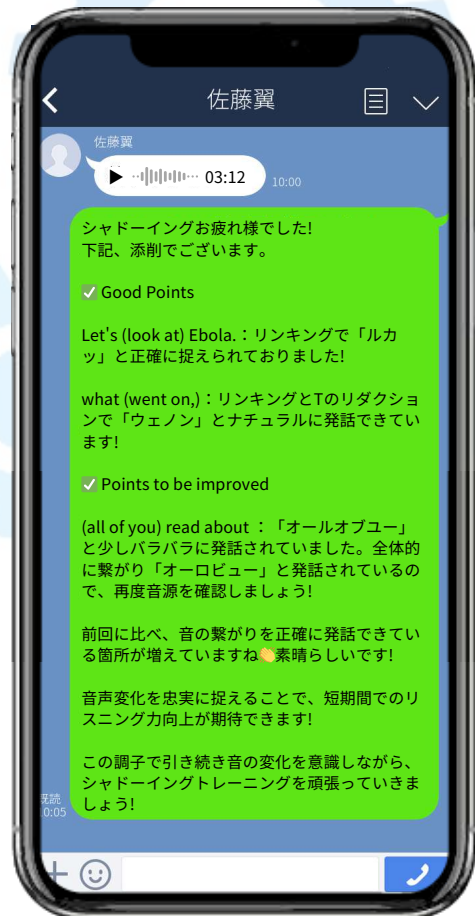 佐藤翼
佐藤翼
03:12
10:00
シャドーイングお疲れ様でした!
下記、添削でございます。
✅ Good Points
Let's (look at) Ebola.：リンキングで「ルカ
ッ」と正確に捉えられておりました!
what (went on,)：リンキングとTのリダクショ
ンで「ウェノン」とナチュラルに発話できてい
ます!
✅ Points to be improved
(all of you) read about ：「オールオブユー」
と少しバラバラに発話されていました。全体的
に繋がり「オーロビュー」と発話されているの
で、再度音源を確認しましょう!
前回に比べ、音の繋がりを正確に発話できてい
る箇所が増えていますね👏素晴らしいです!
音声変化を忠実に捉えることで、短期間でのリ
スニング力向上が期待できます!
この調子で引き続き音の変化を意識しながら、
シャドーイングトレーニングを頑張っていきま
しょう!
既読
0:05